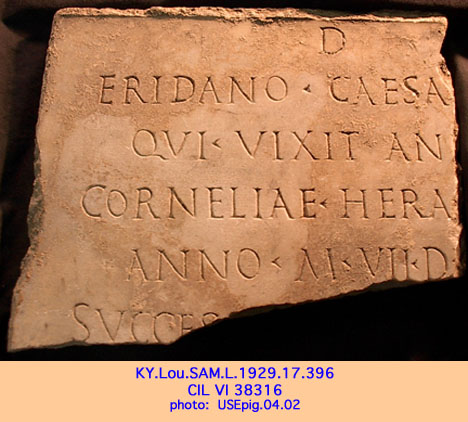 D
ERIDANO · CAESA
QVI · VIXIT AN
CORNELIAE · HERA
ANNO · M · VII · D
SVCCES
KY.Lou.SAM.L.1929.17.396
CIL VI 38316
photo: USEpig.04.02